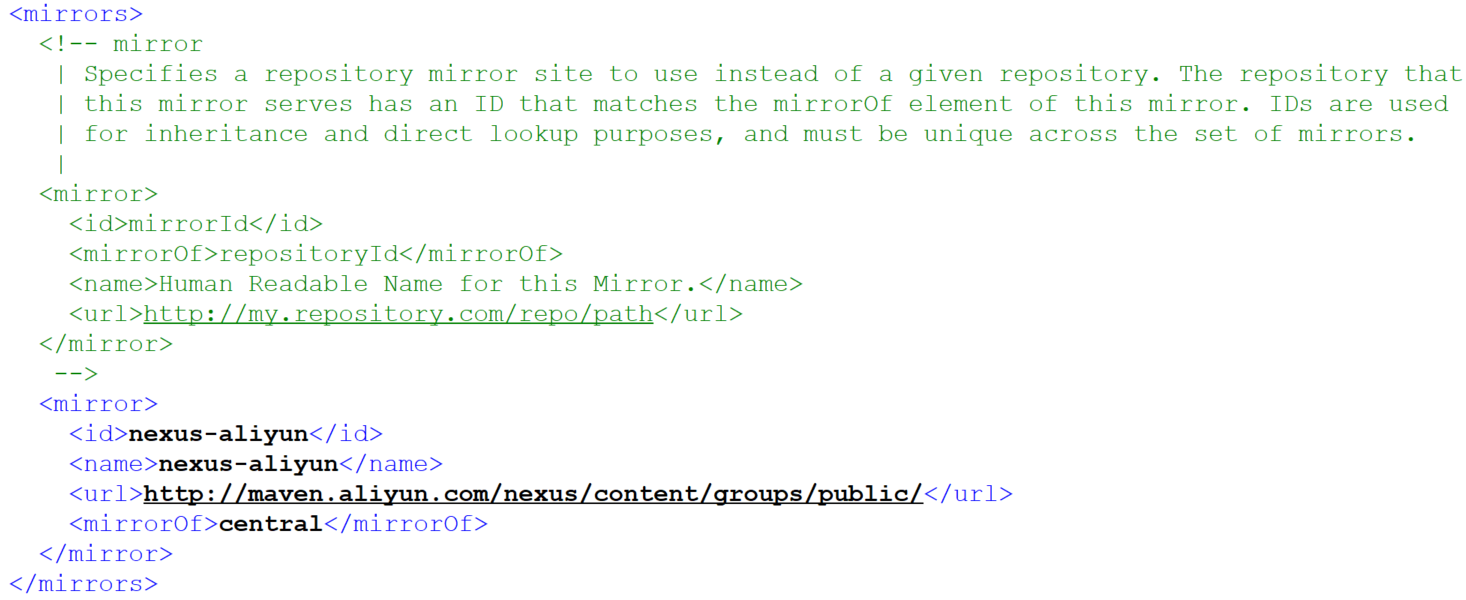 <mirrors>
  <!-- mirror
   | Specifies a repository mirror site to use instead of a given repository. The repository that
   | this mirror serves has an ID that matches the mirrorOf element of this mirror. IDs are used
   | for inheritance and direct lookup purposes, and must be unique across the set of mirrors.
   |
  <mirror>
    <id>mirrorId</id>
    <mirrorOf>repositoryId</mirrorOf>
    <name>Human Readable Name for this Mirror.</name>
    <url>http://my.repository.com/repo/path</url>
  </mirror>
   -->
  <mirror>
    <id>nexus-aliyun</id>
    <name>nexus-aliyun</name>
    <url>http://maven.aliyun.com/nexus/content/groups/public/</url>
    <mirrorOf>central</mirrorOf>
  </mirror>
</mirrors>